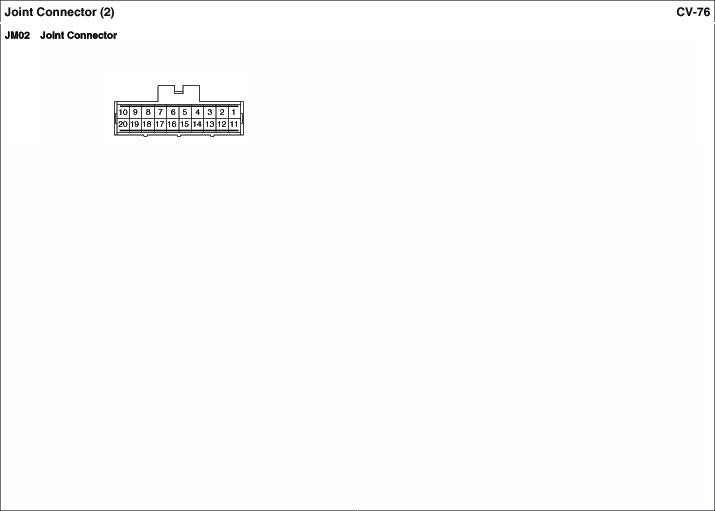 Joint Connector (2) CV-76
JM02 Joint Connector
10 9 8 7 6 5 4 3 2 1
20 19 18 17 16 15 14 13 12 11